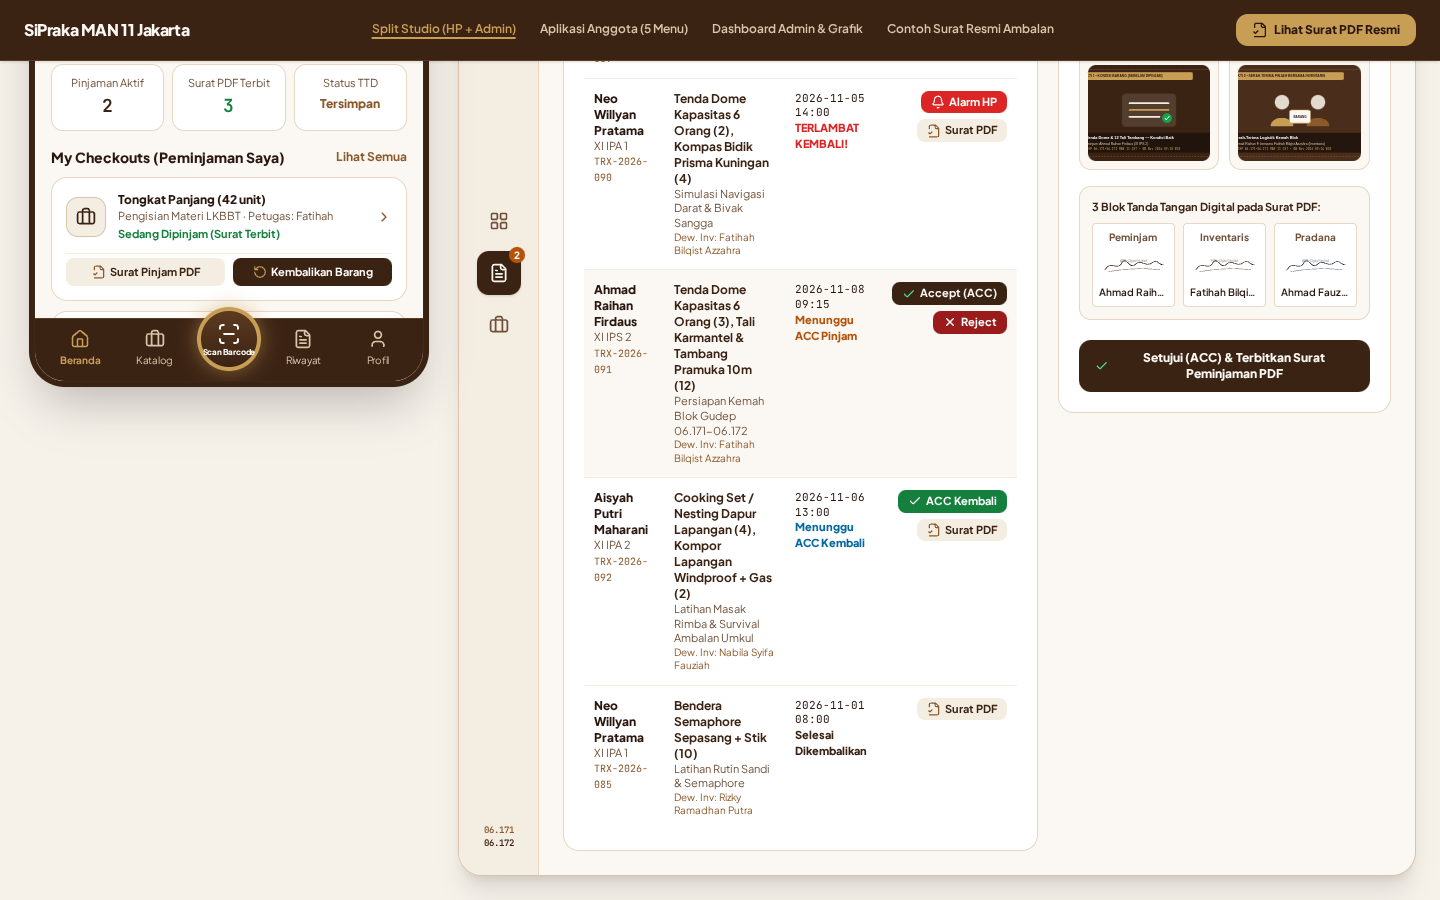 SiPraka MAN 11 Jakarta
Split Studio (HP + Admin)
Aplikasi Anggota (5 Menu)
Dashboard Admin & Grafik
Contoh Surat Resmi Ambalan
Lihat Surat PDF Resmi
Pinjaman Aktif
2
Surat PDF Terbit
3
Status TTD
Tersimpan
My Checkouts (Peminjaman Saya)
Lihat Semua
Tongkat Panjang (42 unit)
Pengisian Materi LKBBT · Petugas: Fatihah
Sedang Dipinjam (Surat Terbit)
Surat Pinjam PDF
Kembalikan Barang
Beranda
Katalog
Scan Barcode
Riwayat
Profil
2
06.171
06.172
Neo
Willyan
Pratama
XI IPA 1
TRX-2026-
090
Tenda Dome
Kapasitas 6
Orang (2),
Kompas Bidik
Prisma Kuningan
(4)
Simulasi Navigasi
Darat & Bivak
Sangga
Dew. Inv: Fatihah
Bilqist Azzahra
2026-11-05
14:00
TERLAMBAT
KEMBALI!
Alarm HP
Surat PDF
Ahmad
Raihan
Firdaus
XI IPS 2
TRX-2026-
091
Tenda Dome
Kapasitas 6
Orang (3), Tali
Karmantel &
Tambang
Pramuka 10m
(12)
Persiapan Kemah
Blok Gudep
06.171–06.172
Dew. Inv: Fatihah
Bilqist Azzahra
2026-11-08
09:15
Menunggu
ACC Pinjam
Accept (ACC)
Reject
Aisyah
Putri
Maharani
XI IPA 2
TRX-2026-
092
Cooking Set /
Nesting Dapur
Lapangan (4),
Kompor
Lapangan
Windproof + Gas
(2)
Latihan Masak
Rimba & Survival
Ambalan Umkul
Dew. Inv: Nabila Syifa
Fauziah
2026-11-06
13:00
Menunggu
ACC Kembali
ACC Kembali
Surat PDF
Neo
Willyan
Pratama
XI IPA 1
TRX-2026-
085
Bendera
Semaphore
Sepasang + Stik
(10)
Latihan Rutin Sandi
& Semaphore
Dew. Inv: Rizky
Ramadhan Putra
2026-11-01
08:00
Selesai
Dikembalikan
Surat PDF
BARANG
3 Blok Tanda Tangan Digital pada Surat PDF:
Peminjam
Ahmad Raih...
Inventaris
Fatihah Bilqi...
Pradana
Ahmad Fauz...
Setujui (ACC) & Terbitkan Surat
Peminjaman PDF